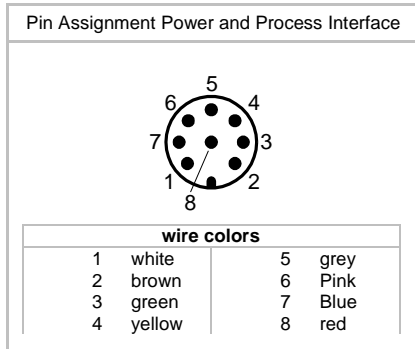 Pin Assignment Power and Process Interface
5
6 4
7 3
1 2
8
wire colors
1 white 5 grey
2 brown 6 Pink
3 green 7 Blue
4 yellow 8 red